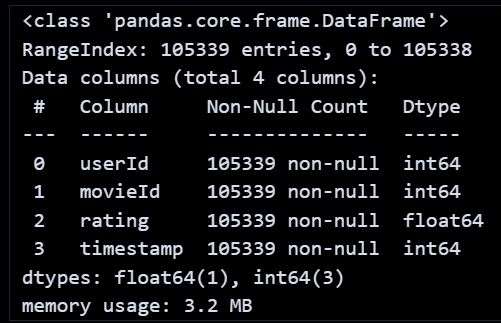 <class 'pandas.core.frame.DataFrame'>
RangeIndex: 105339 entries, 0 to 105338
Data columns (total 4 columns):
 #   Column     Non-Null Count   Dtype
---  ------     --------------   -----
 0   userId     105339 non-null  int64
 1   movieId    105339 non-null  int64
 2   rating     105339 non-null  float64
 3   timestamp  105339 non-null  int64
dtypes: float64(1), int64(3)
memory usage: 3.2 MB